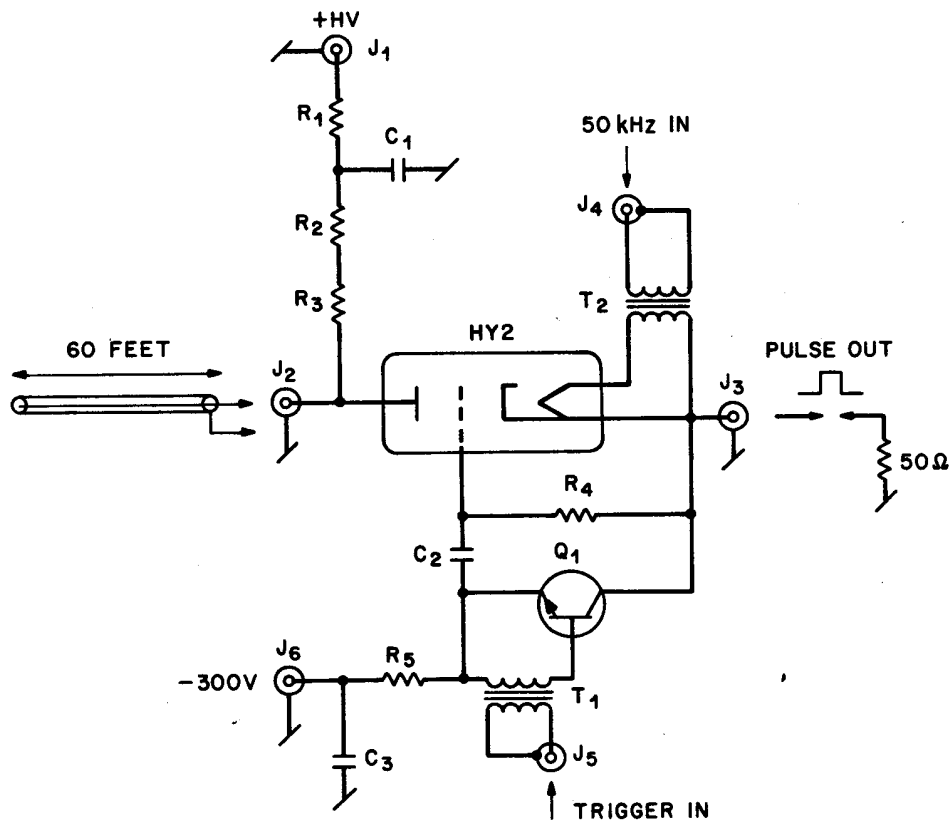 +HV
J1
R1
C1
50 kHz IN
R2
J4
R3
T2
HY2
60 FEET
J2
PULSE OUT
J3
50Ω
R4
C2
Q1
J6
R5
-300V
T1
C3
J5
TRIGGER IN